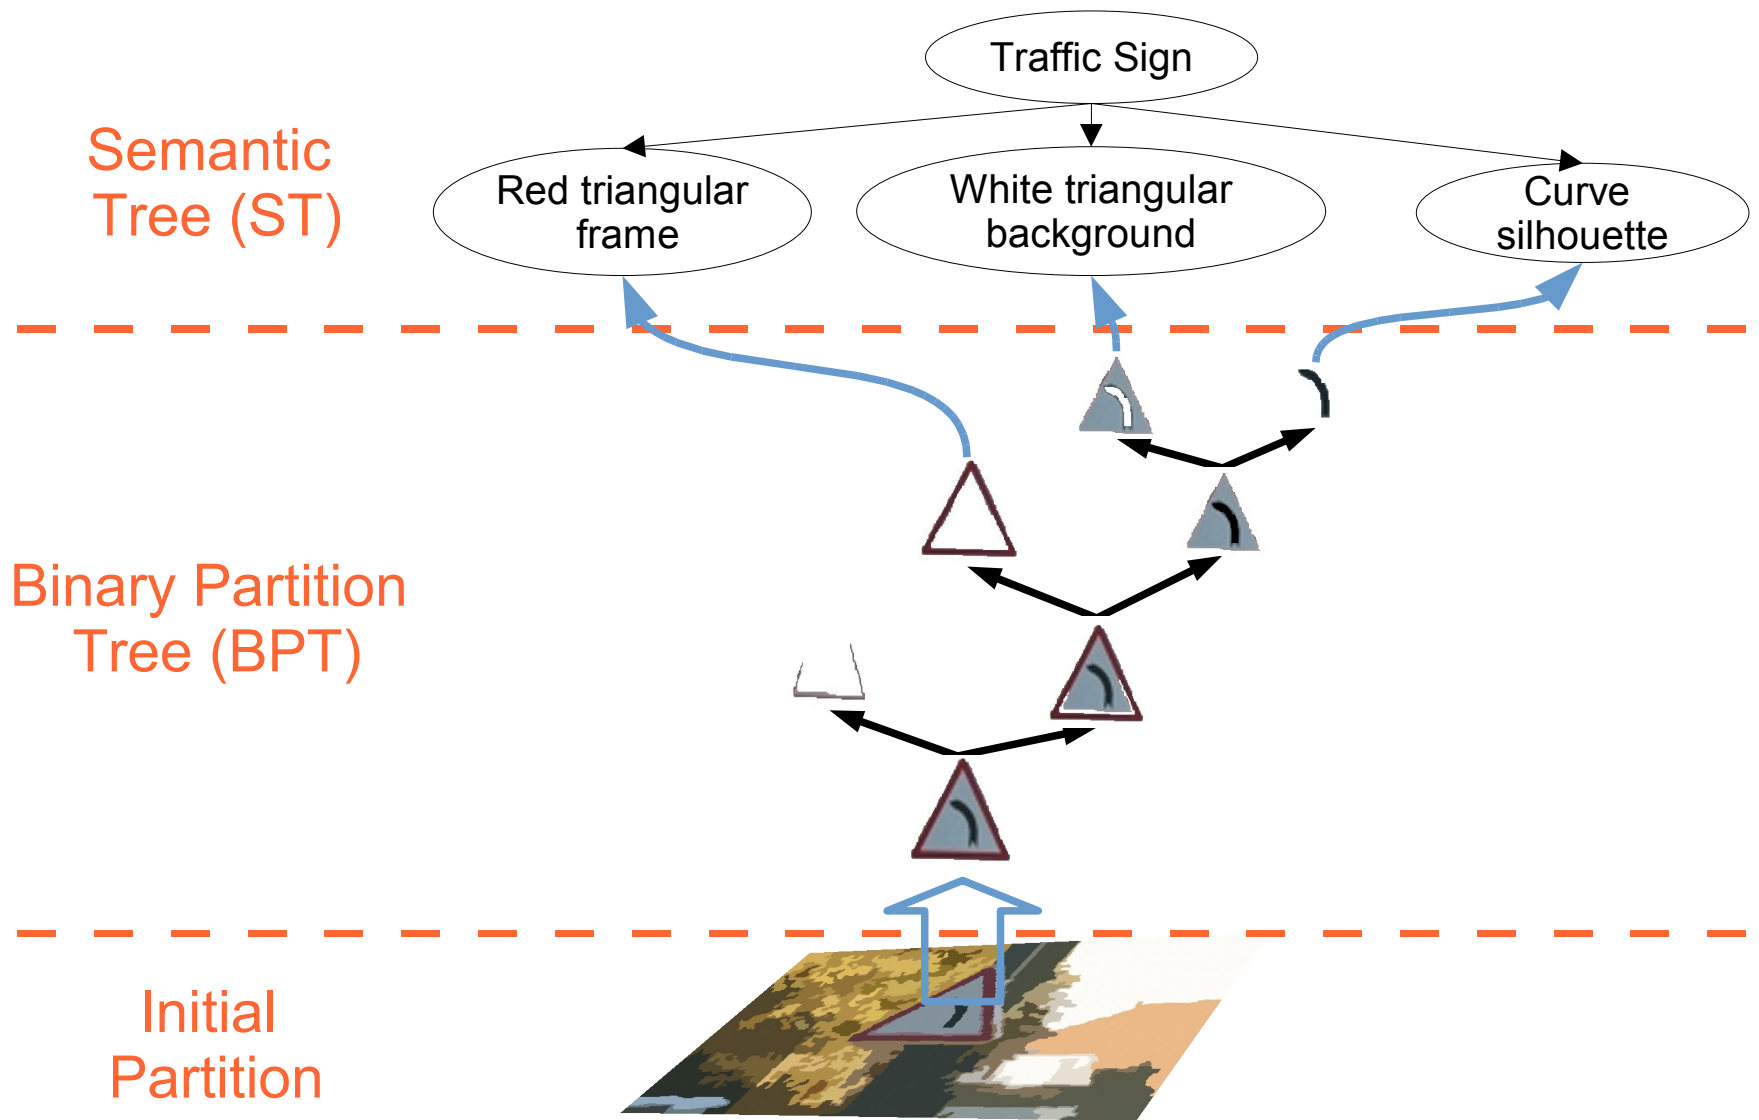 Traffic Sign
Semantic
Tree (ST)
Red triangular
frame
White triangular
background
Curve
silhouette
Binary Partition
Tree (BPT)
Initial
Partition